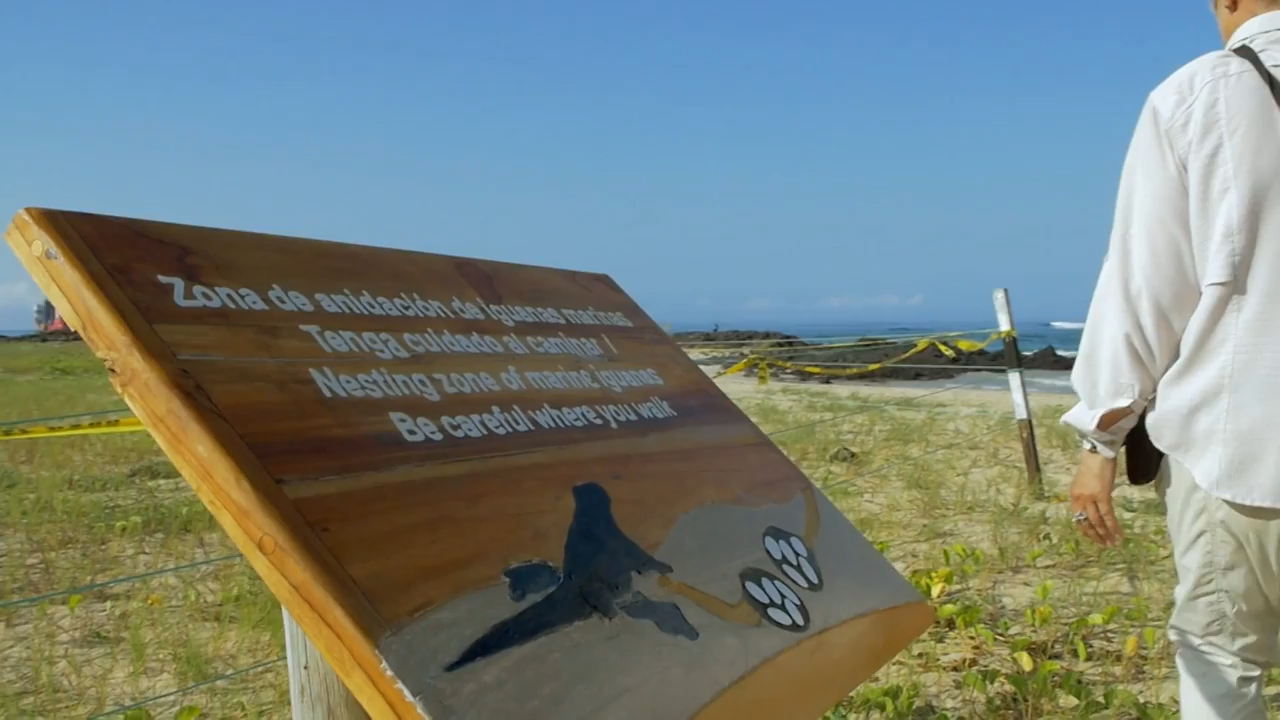 Zona de anidación de iguanas marinas
Tenga cuidado al caminar !
Nesting zone of marine iguanas
Be careful where you walk